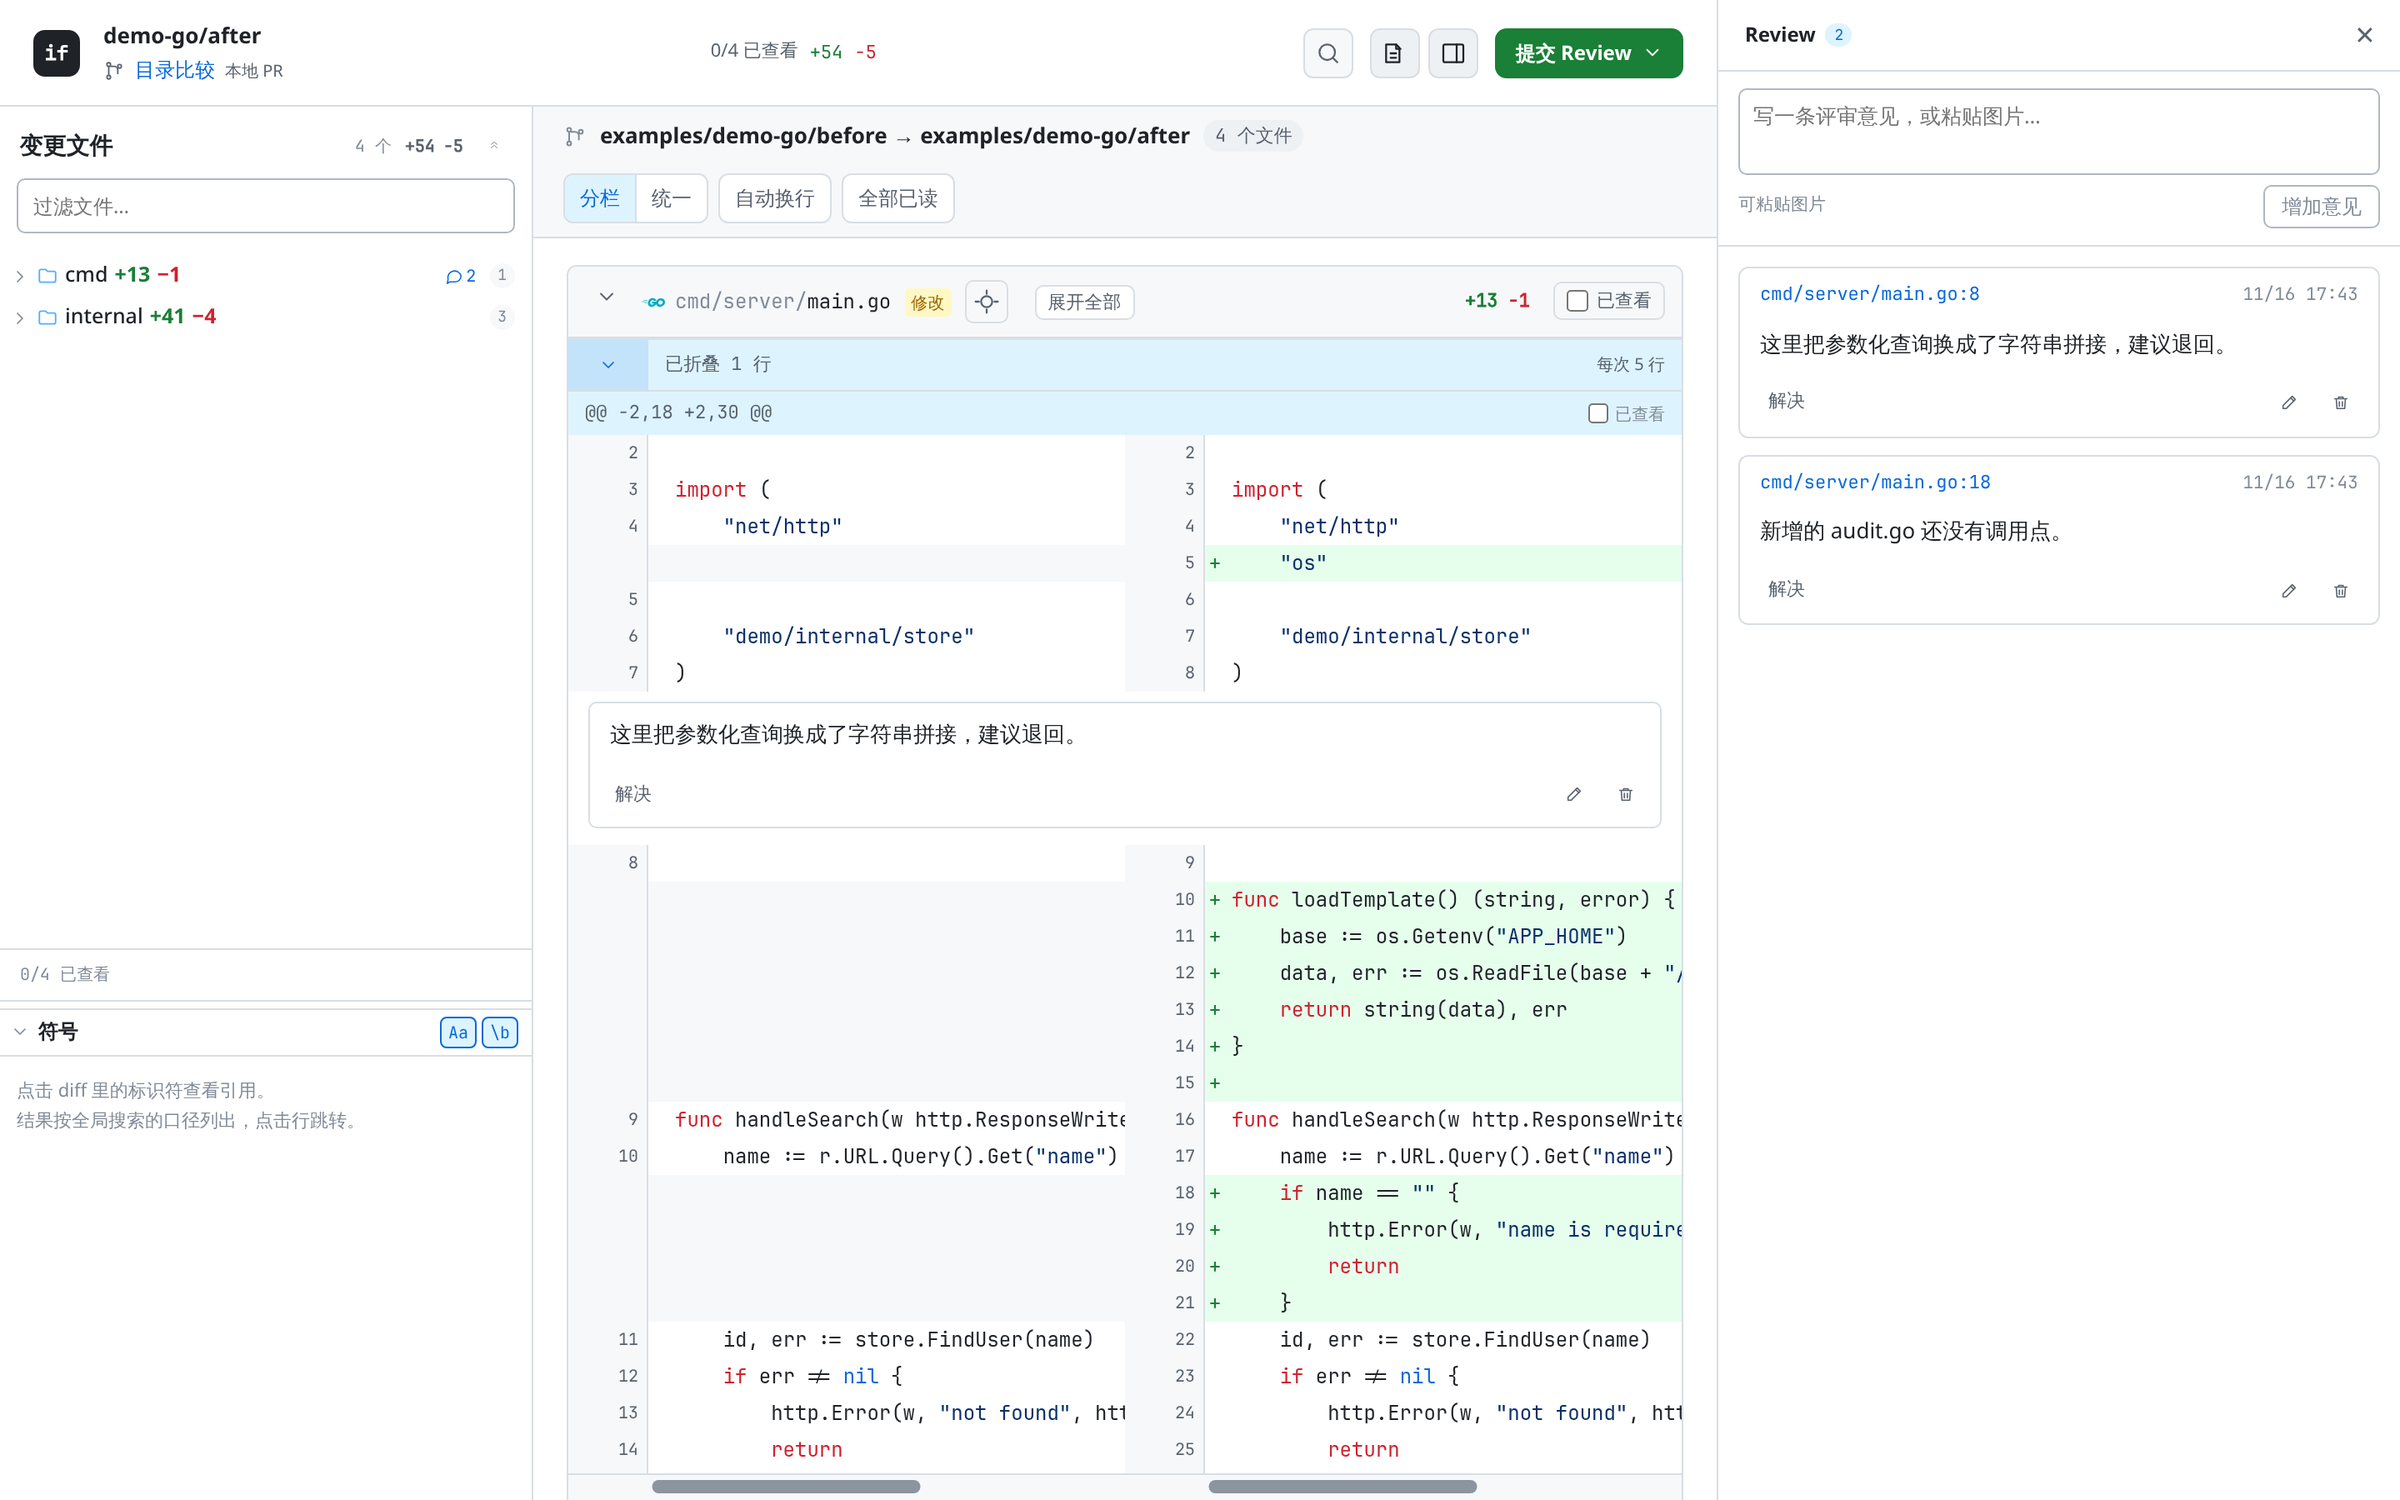 if
demo-go/after
目录比较 本地 PR
0/4 已查看 +54 -5
提交 Review
变更文件 4 个 +54 -5
过滤文件...
cmd +13 −1 2 1
internal +41 −4 3
0/4 已查看
符号 Aa \b
点击 diff 里的标识符查看引用。
结果按全局搜索的口径列出，点击行跳转。
examples/demo-go/before → examples/demo-go/after 4 个文件
分栏 统一 自动换行 全部已读
GO cmd/server/main.go 修改 展开全部 +13 -1 已查看
已折叠 1 行 每次 5 行
@@ -2,18 +2,30 @@ 已查看
2 2
3 import ( 3 import (
4 "net/http" 4 "net/http"
5 + "os"
5 6
6 "demo/internal/store" 7 "demo/internal/store"
7 ) 8 )
这里把参数化查询换成了字符串拼接，建议退回。
解决
8 9
10 + func loadTemplate() (string, error) {
11 + base := os.Getenv("APP_HOME")
12 + data, err := os.ReadFile(base + "/
13 + return string(data), err
14 + }
15 +
9 func handleSearch(w http.ResponseWrite 16 func handleSearch(w http.ResponseWrite
10 name := r.URL.Query().Get("name") 17 name := r.URL.Query().Get("name")
18 + if name == "" {
19 + http.Error(w, "name is require
20 + return
21 + }
11 id, err := store.FindUser(name) 22 id, err := store.FindUser(name)
12 if err != nil { 23 if err != nil {
13 http.Error(w, "not found", htt 24 http.Error(w, "not found", htt
14 return 25 return
Review 2
写一条评审意见，或粘贴图片...
可粘贴图片 增加意见
cmd/server/main.go:8 11/16 17:43
这里把参数化查询换成了字符串拼接，建议退回。
解决
cmd/server/main.go:18 11/16 17:43
新增的 audit.go 还没有调用点。
解决